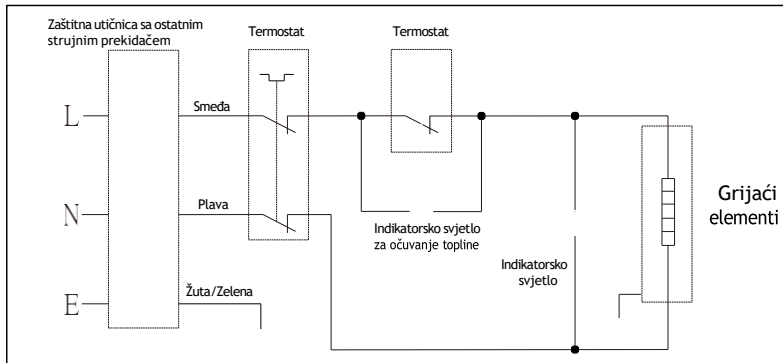 Zaštitna utičnica sa ostatnim
strujnim prekidačem
Termostat
Termostat
L
Smeđa
N
Plava
E
Žuta/Zelena
Indikatorsko svjetlo
za očuvanje topline
Indikatorsko
svjetlo
Grijaći
elementi